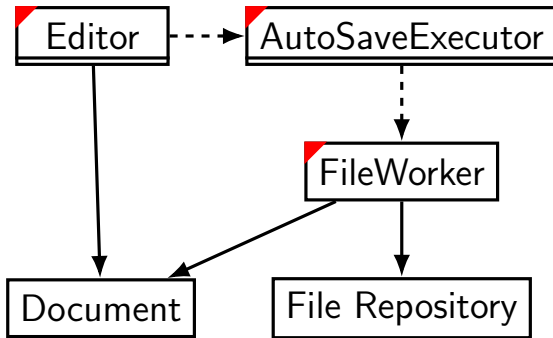 Editor
AutoSaveExecutor
FileWorker
Document
File Repository